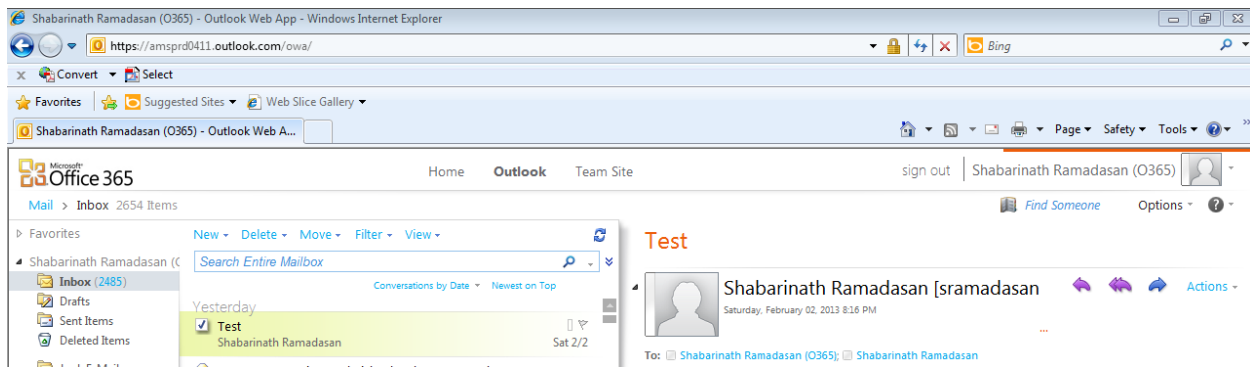 Shabarinath Ramadasan (O365) - Outlook Web App - Windows Internet Explorer
https://amsprd0411.outlook.com/owa/
Bing
x Convert Select
Favorites Suggested Sites Web Slice Gallery
Shabarinath Ramadasan (O365) - Outlook Web A...
Page Safety Tools
Microsoft
Office 365
Home Outlook Team Site
sign out Shabarinath Ramadasan (O365)
Mail > Inbox 2654 Items
Find Someone Options
Favorites
New Delete Move Filter View
Test
Shabarinath Ramadasan (
Search Entire Mailbox
Inbox (2485)
Conversations by Date Newest on Top
Shabarinath Ramadasan [sramadasan
Actions
Drafts
Yesterday
Saturday, February 02, 2013 8:16 PM
Sent Items
Test
...
Deleted Items
Shabarinath Ramadasan Sat 2/2
To: Shabarinath Ramadasan (O365); Shabarinath Ramadasan